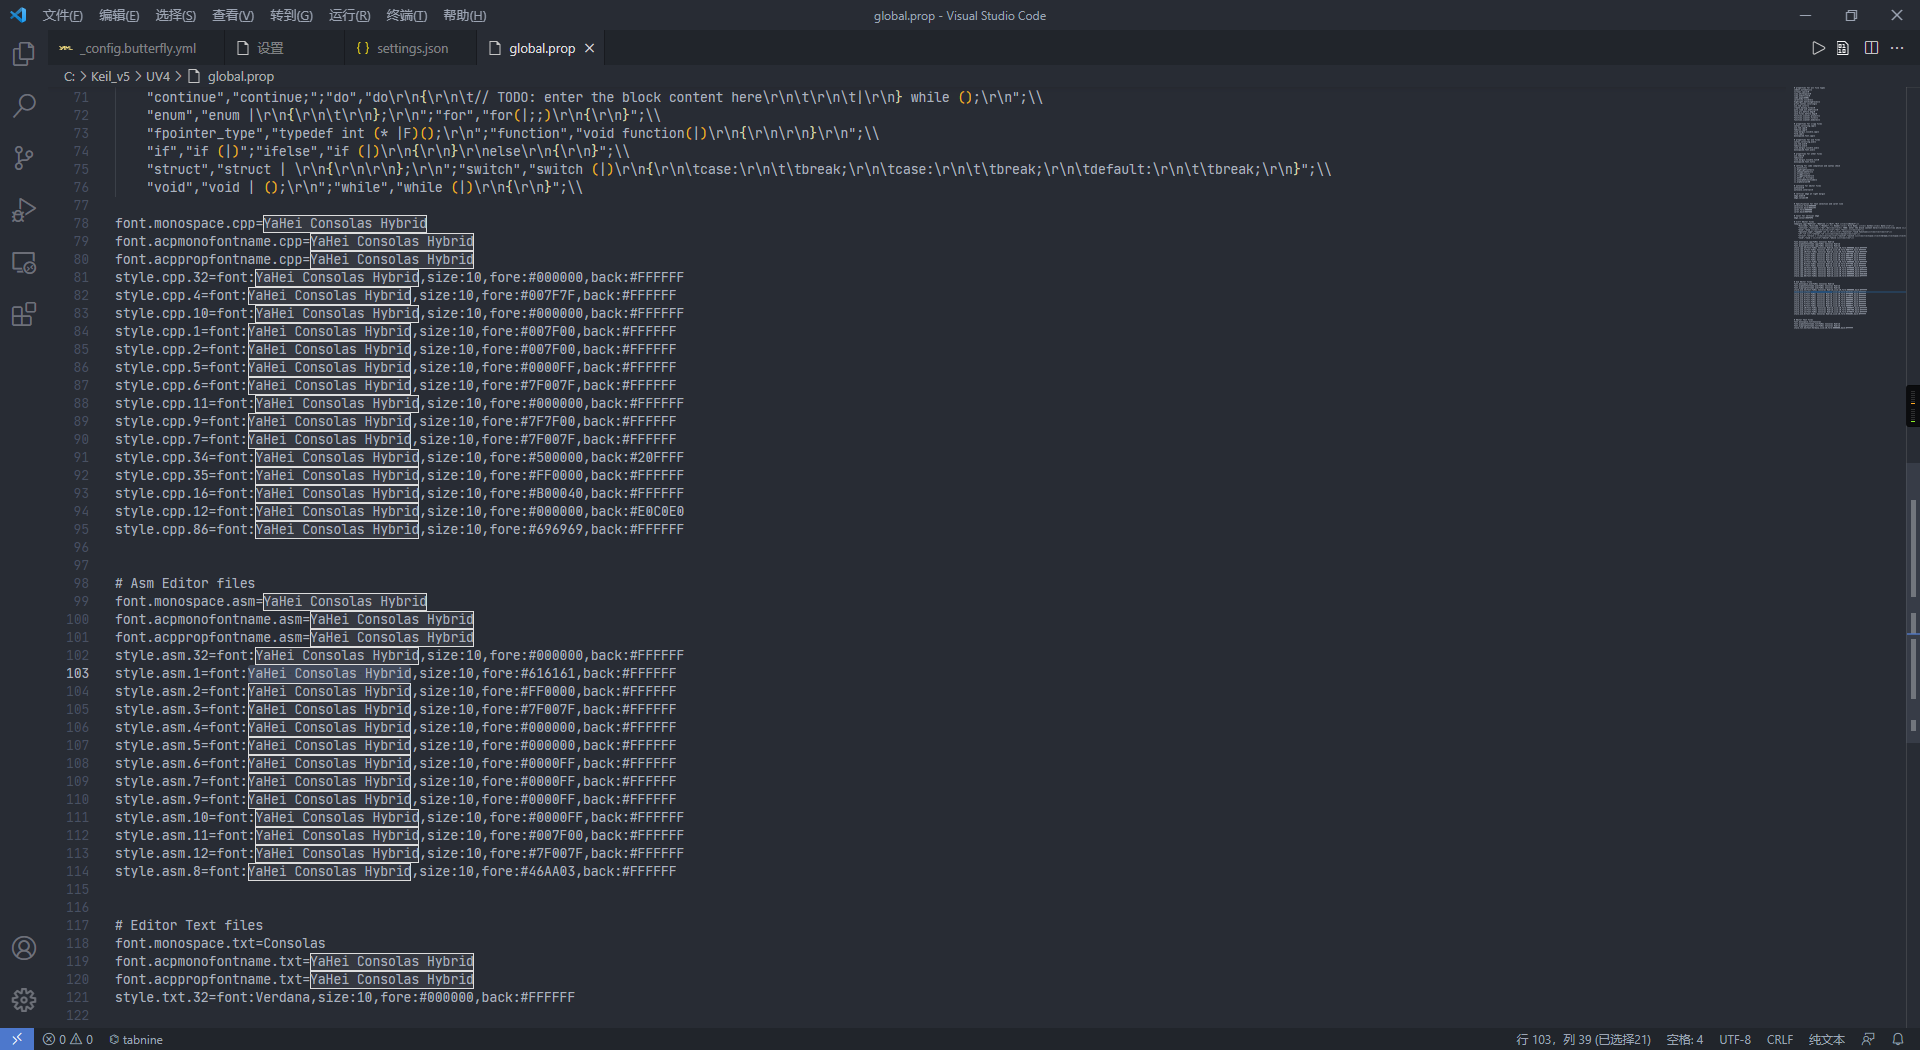 文件(F) 编辑(E) 选择(S) 查看(V) 转到(G) 运行(R) 终端(T) 帮助(H)
global.prop - Visual Studio Code
_config.butterfly.yml 设置 settings.json global.prop
C: > Keil_v5 > UV4 > global.prop
71 "continue","continue;";"do","do\r\n{\r\n\t// TODO: enter the block content here\r\n\t\r\n\t|\r\n} while ();\r\n";\\
72 "enum","enum |\r\n{\r\n\t\r\n};\r\n";"for","for(|;;)\r\n{\r\n}";\\
73 "fpointer_type","typedef int (* |F)();\r\n";"function","void function(|)\r\n{\r\n\r\n}\r\n";\\
74 "if","if (|)";"ifelse","if (|)\r\n{\r\n}\r\nelse\r\n{\r\n}";\\
75 "struct","struct | \r\n{\r\n\r\n};\r\n";"switch","switch (|)\r\n{\r\n\tcase:\r\n\t\tbreak;\r\n\tcase:\r\n\t\tbreak;\r\n\tdefault:\r\n\t\tbreak;\r\n}";\\
76 "void","void | ();\r\n";"while","while (|)\r\n{\r\n}";\\
77
78 font.monospace.cpp=YaHei Consolas Hybrid
79 font.acpmonofontname.cpp=YaHei Consolas Hybrid
80 font.acppropfontname.cpp=YaHei Consolas Hybrid
81 style.cpp.32=font:YaHei Consolas Hybrid,size:10,fore:#000000,back:#FFFFFF
82 style.cpp.4=font:YaHei Consolas Hybrid,size:10,fore:#007F7F,back:#FFFFFF
83 style.cpp.10=font:YaHei Consolas Hybrid,size:10,fore:#000000,back:#FFFFFF
84 style.cpp.1=font:YaHei Consolas Hybrid,size:10,fore:#007F00,back:#FFFFFF
85 style.cpp.2=font:YaHei Consolas Hybrid,size:10,fore:#007F00,back:#FFFFFF
86 style.cpp.5=font:YaHei Consolas Hybrid,size:10,fore:#0000FF,back:#FFFFFF
87 style.cpp.6=font:YaHei Consolas Hybrid,size:10,fore:#7F007F,back:#FFFFFF
88 style.cpp.11=font:YaHei Consolas Hybrid,size:10,fore:#000000,back:#FFFFFF
89 style.cpp.9=font:YaHei Consolas Hybrid,size:10,fore:#7F7F00,back:#FFFFFF
90 style.cpp.7=font:YaHei Consolas Hybrid,size:10,fore:#7F007F,back:#FFFFFF
91 style.cpp.34=font:YaHei Consolas Hybrid,size:10,fore:#500000,back:#20FFFF
92 style.cpp.35=font:YaHei Consolas Hybrid,size:10,fore:#FF0000,back:#FFFFFF
93 style.cpp.16=font:YaHei Consolas Hybrid,size:10,fore:#B00040,back:#FFFFFF
94 style.cpp.12=font:YaHei Consolas Hybrid,size:10,fore:#000000,back:#E0C0E0
95 style.cpp.86=font:YaHei Consolas Hybrid,size:10,fore:#696969,back:#FFFFFF
96
97
98 # Asm Editor files
99 font.monospace.asm=YaHei Consolas Hybrid
100 font.acpmonofontname.asm=YaHei Consolas Hybrid
101 font.acppropfontname.asm=YaHei Consolas Hybrid
102 style.asm.32=font:YaHei Consolas Hybrid,size:10,fore:#000000,back:#FFFFFF
103 style.asm.1=font:YaHei Consolas Hybrid,size:10,fore:#616161,back:#FFFFFF
104 style.asm.2=font:YaHei Consolas Hybrid,size:10,fore:#FF0000,back:#FFFFFF
105 style.asm.3=font:YaHei Consolas Hybrid,size:10,fore:#7F007F,back:#FFFFFF
106 style.asm.4=font:YaHei Consolas Hybrid,size:10,fore:#000000,back:#FFFFFF
107 style.asm.5=font:YaHei Consolas Hybrid,size:10,fore:#000000,back:#FFFFFF
108 style.asm.6=font:YaHei Consolas Hybrid,size:10,fore:#0000FF,back:#FFFFFF
109 style.asm.7=font:YaHei Consolas Hybrid,size:10,fore:#0000FF,back:#FFFFFF
110 style.asm.9=font:YaHei Consolas Hybrid,size:10,fore:#0000FF,back:#FFFFFF
111 style.asm.10=font:YaHei Consolas Hybrid,size:10,fore:#0000FF,back:#FFFFFF
112 style.asm.11=font:YaHei Consolas Hybrid,size:10,fore:#007F00,back:#FFFFFF
113 style.asm.12=font:YaHei Consolas Hybrid,size:10,fore:#7F007F,back:#FFFFFF
114 style.asm.8=font:YaHei Consolas Hybrid,size:10,fore:#46AA03,back:#FFFFFF
115
116
117 # Editor Text files
118 font.monospace.txt=Consolas
119 font.acpmonofontname.txt=YaHei Consolas Hybrid
120 font.acppropfontname.txt=YaHei Consolas Hybrid
121 style.txt.32=font:Verdana,size:10,fore:#000000,back:#FFFFFF
122
0 0 tabnine
行 103，列 39 (已选择21) 空格: 4 UTF-8 CRLF 纯文本